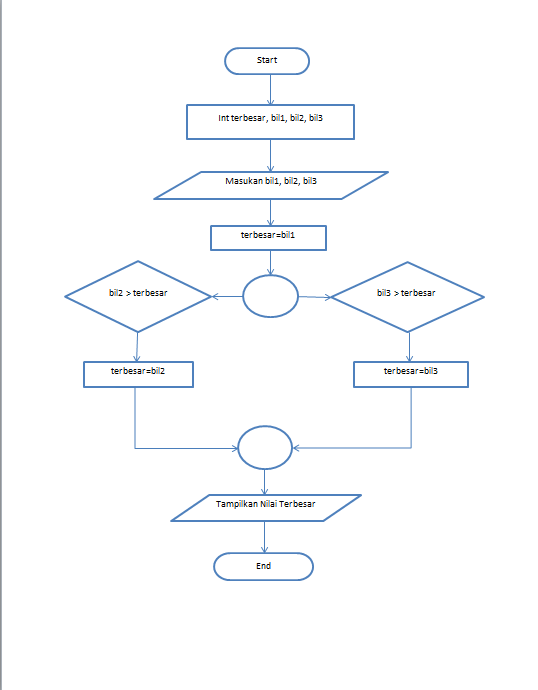 Start
Int terbesar, bil1, bil2, bil3
Masukan bil1, bil2, bil3
terbesar=bil1
bil2 > terbesar
bil3 > terbesar
terbesar=bil2
terbesar=bil3
Tampilkan Nilai Terbesar
End